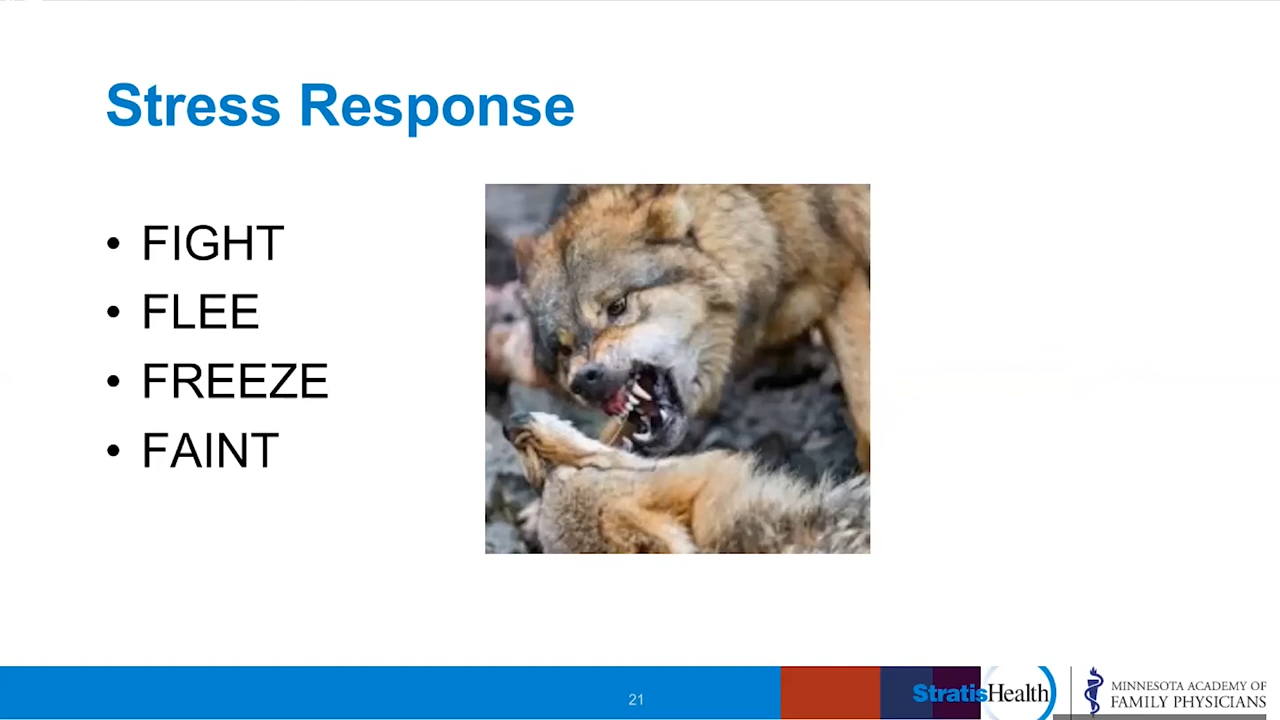 Stress Response
• FIGHT
• FLEE
• FREEZE
• FAINT
21
StratisHealth
MINNESOTA ACADEMY OF
FAMILY PHYSICIANS